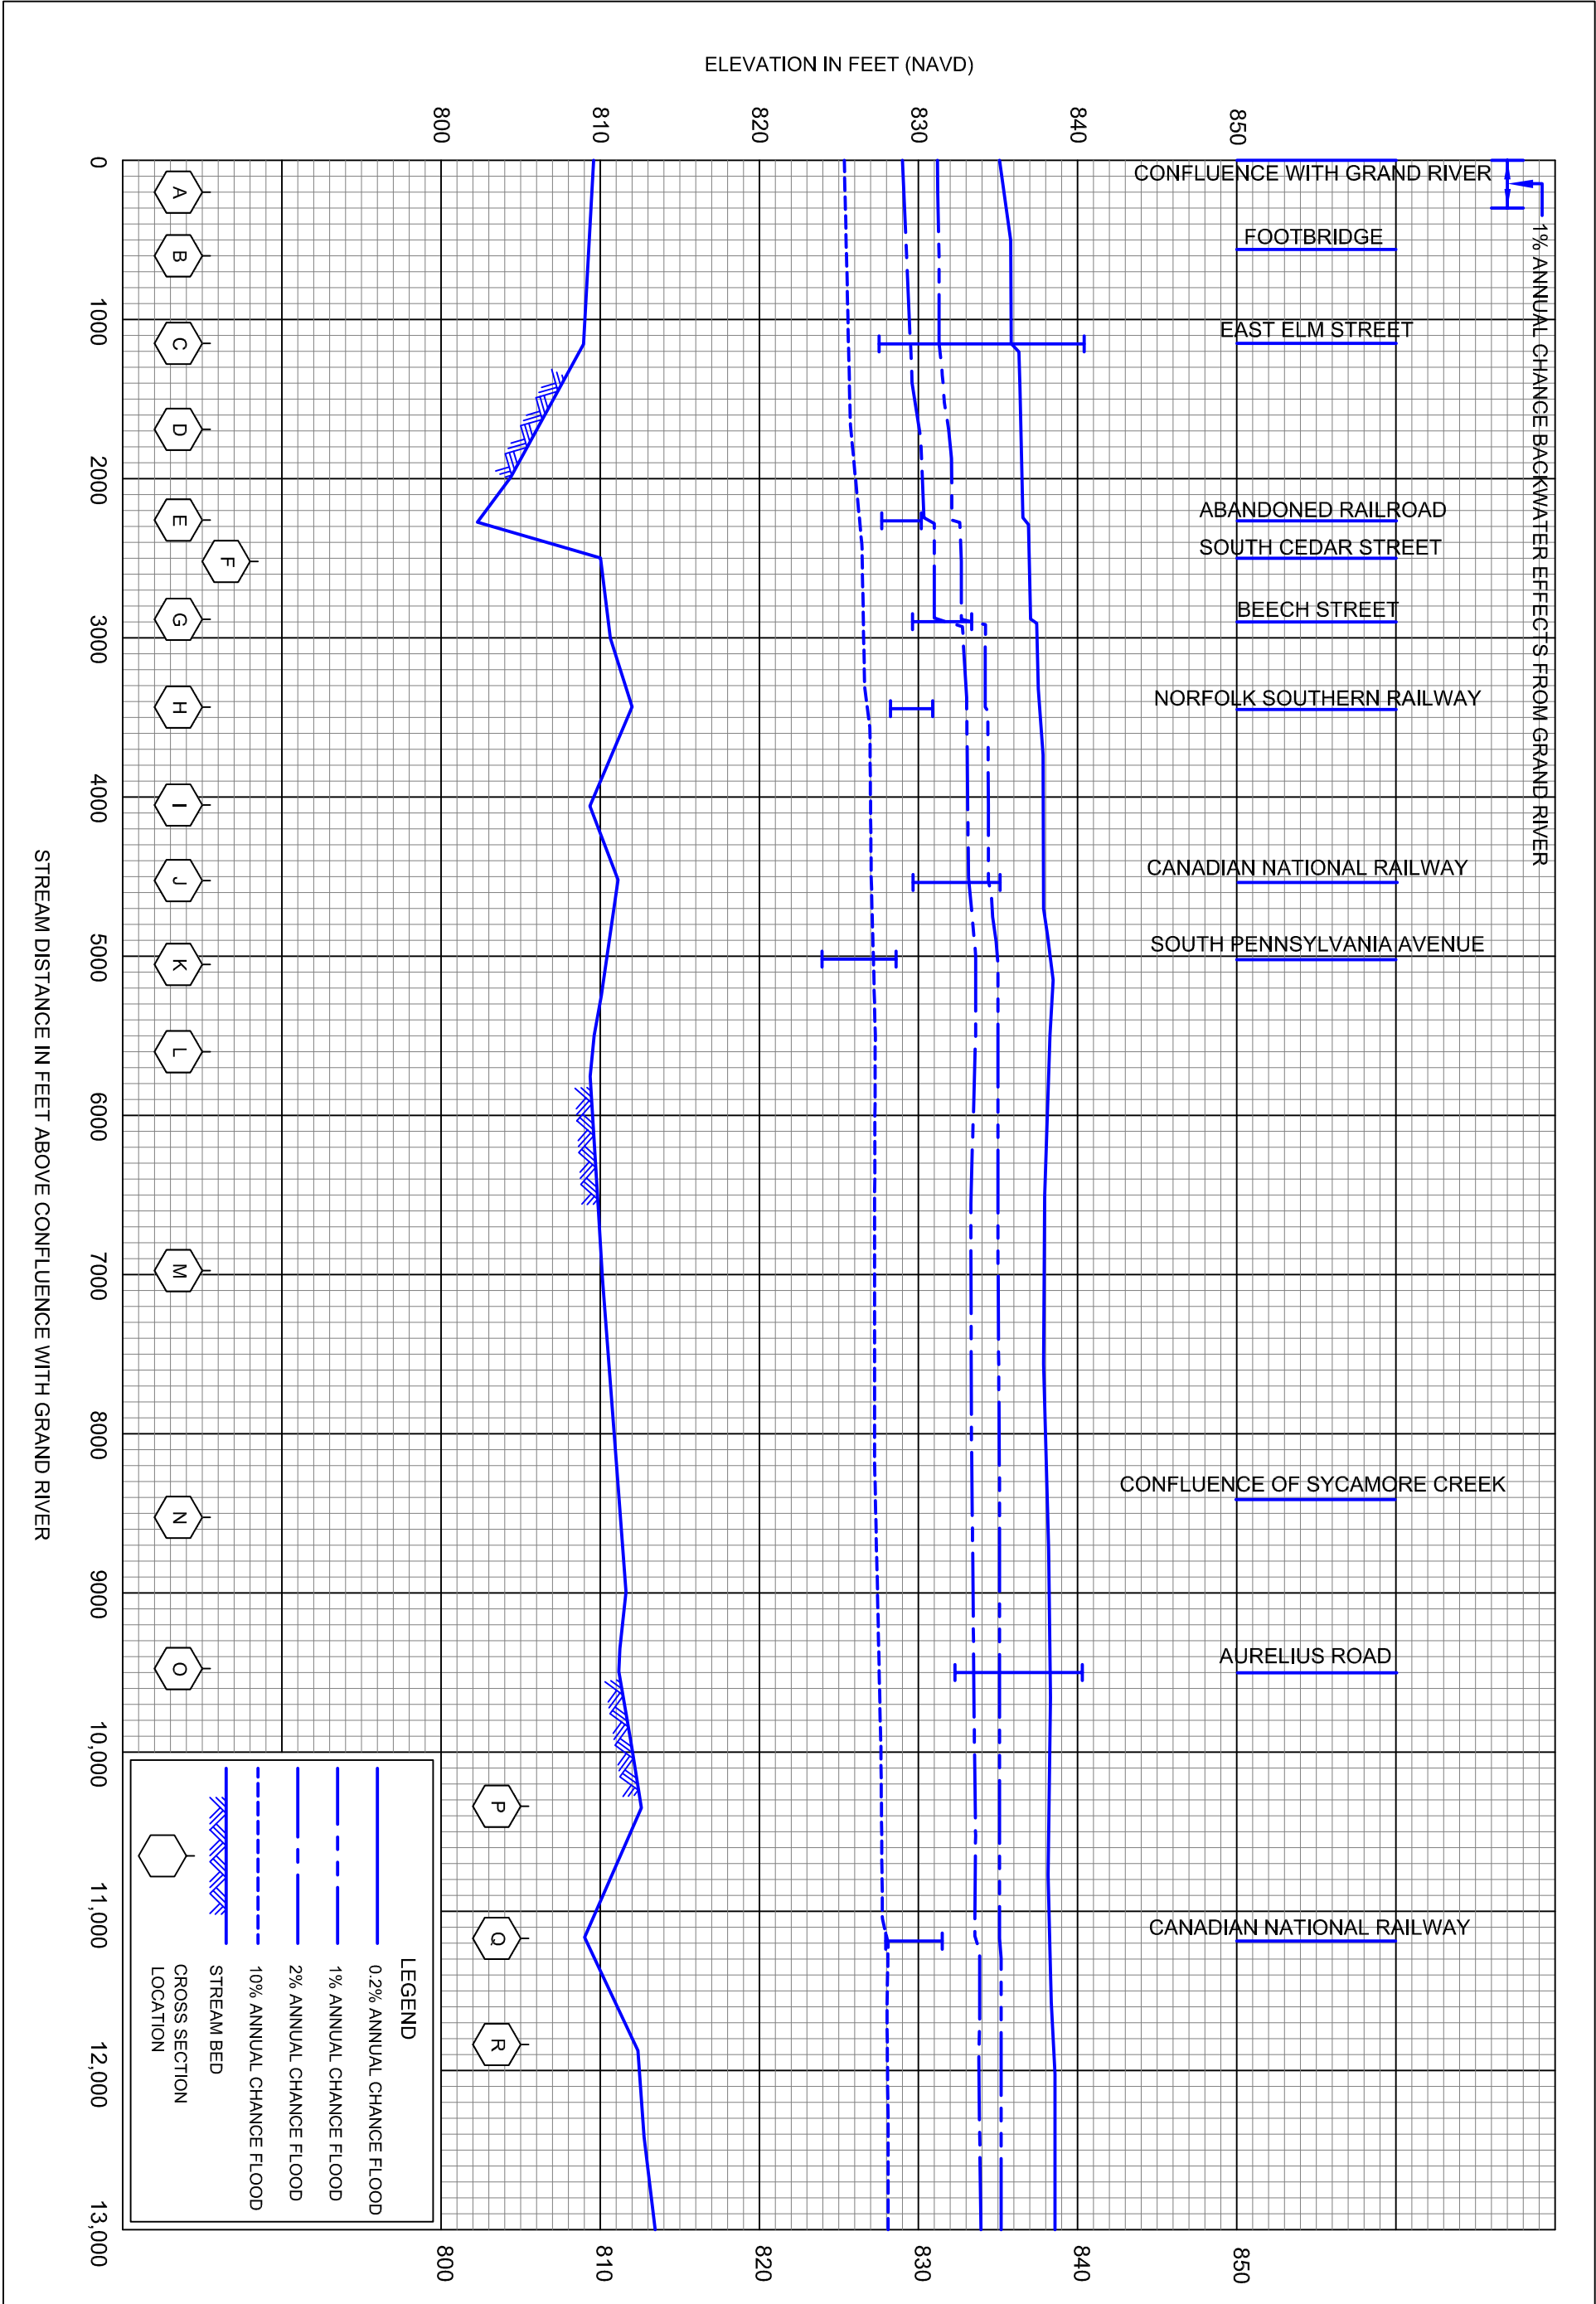 ELEVATION IN FEET (NAVD)
1% ANNUAL CHANCE BACKWATER EFFECTS FROM GRAND RIVER
CONFLUENCE WITH GRAND RIVER
FOOTBRIDGE
EAST ELM STREET
ABANDONED RAILROAD
SOUTH CEDAR STREET
BEECH STREET
NORFOLK SOUTHERN RAILWAY
CANADIAN NATIONAL RAILWAY
SOUTH PENNSYLVANIA AVENUE
CONFLUENCE OF SYCAMORE CREEK
AURELIUS ROAD
CANADIAN NATIONAL RAILWAY
850
840
830
820
810
800
850
840
830
820
810
800
A
B
C
D
E
F
G
H
I
J
K
L
M
N
O
P
Q
R
0
1000
2000
3000
4000
5000
6000
7000
80000
9000
10,000
11,000
12,000
13,000
STREAM DISTANCE IN FEET ABOVE CONFLUENCE WITH GRAND RIVER
LEGEND
0.2% ANNUAL CHANCE FLOOD
1% ANNUAL CHANCE FLOOD
2% ANNUAL CHANCE FLOOD
10% ANNUAL CHANCE FLOOD
STREAM BED
CROSS SECTION
LOCATION